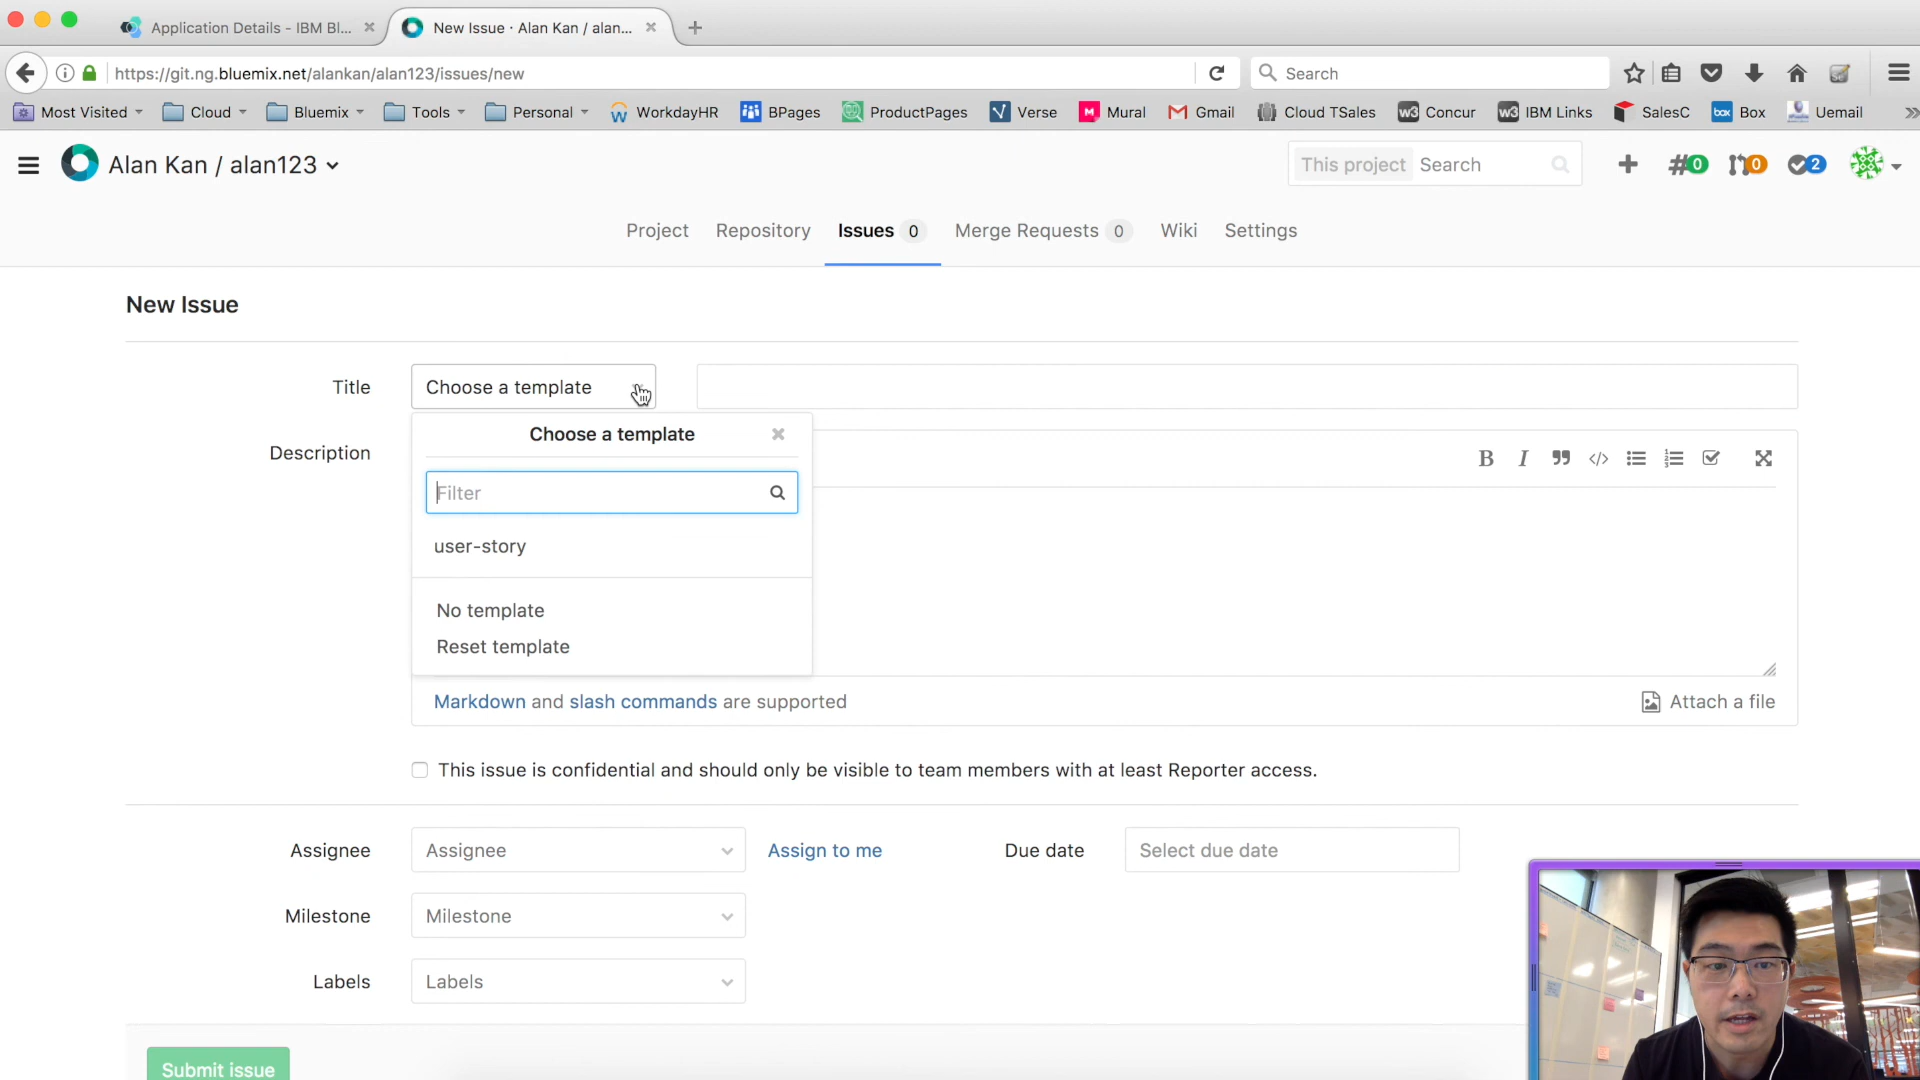 Application Details - IBM Bl...
New Issue · Alan Kan / alan...
https://git.ng.bluemix.net/alankan/alan123/issues/new
Search
Most Visited
Cloud
Bluemix
Tools
Personal
WorkdayHR
BPages
ProductPages
Verse
Mural
Gmail
Cloud TSales
w3 Concur
w3 IBM Links
SalesC
box Box
Uemail
Alan Kan / alan123
This project Search
0
0
2
Project
Repository
Issues 0
Merge Requests 0
Wiki
Settings
New Issue
Title
Choose a template
Choose a template
Filter
user-story
No template
Reset template
Description
Markdown and slash commands are supported
Attach a file
This issue is confidential and should only be visible to team members with at least Reporter access.
Assignee
Assignee
Assign to me
Due date
Select due date
Milestone
Milestone
Labels
Labels
Submit issue